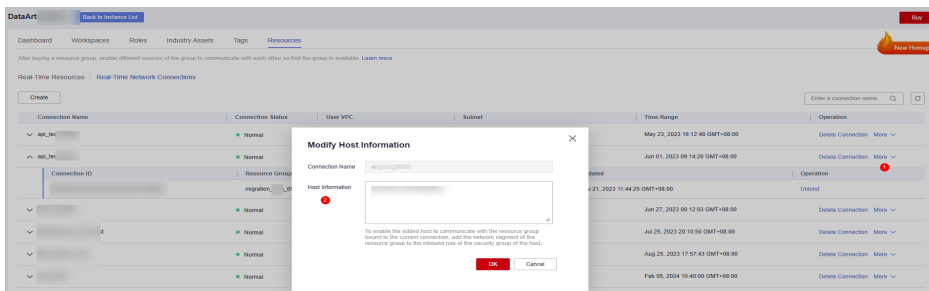 DataArt
Back to Instance List
Buy
Dashboard Workspaces Roles Industry Assets Tags Resources
New Homep
After buying a resource group, enable different sources of the group to communicate with each other so that the group is available. Learn more
Real-Time Resources Real-Time Network Connections
Create
Enter a connection name
Connection Name Connection Status User VPC Subnet Time Range Operation
api_tes Normal May 23, 2023 16:12:48 GMT+08:00 Delete Connection More
api_tes Normal Jun 01, 2023 09:14:26 GMT+08:00 Delete Connection More
1
Connection ID Resource Group dated Operation
migration_ _05 21, 2023 11:44:25 GMT+08:00 Unbind
Normal Jun 27, 2023 00:12:03 GMT+08:00 Delete Connection More
Normal Jul 25, 2023 20:10:50 GMT+08:00 Delete Connection More
Normal Aug 25, 2023 17:57:43 GMT+08:00 Delete Connection More
Normal Feb 05, 2024 10:40:00 GMT+08:00 Delete Connection More
Modify Host Information
Connection Name
Host Information
2
To enable the added host to communicate with the resource group
bound to the current connection, add the network segment of the
resource group to the inbound rule of the security group of the host.
OK Cancel